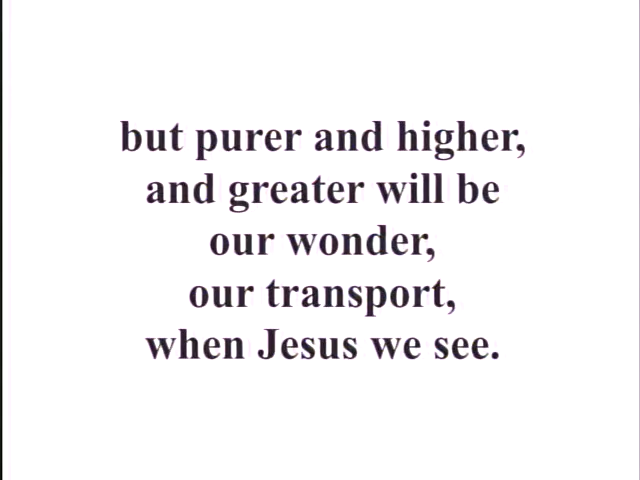 but purer and higher,
and greater will be
our wonder,
our transport,
when Jesus we see.